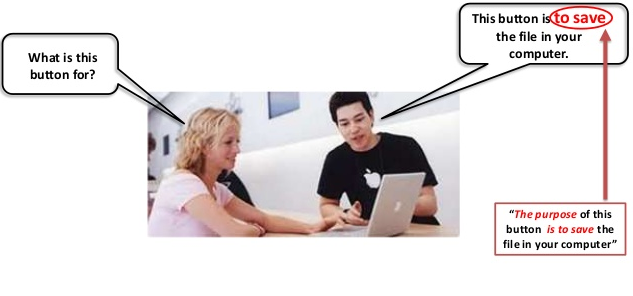 What is this
button for?
This button is to save
the file in your
computer.
“The purpose of this
button is to save the
file in your computer”